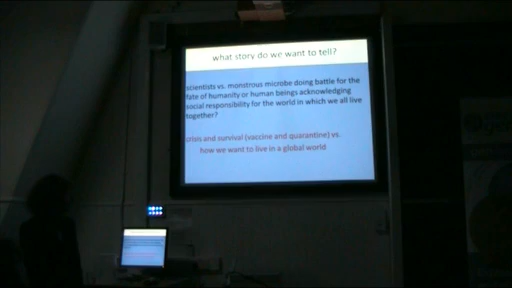 what story do we want to tell?
scientists vs. monstrous microbe doing battle for the
fate of humanity or human beings acknowledging
social responsibility for the world in which we all live
together?
crisis and survival (vaccine and quarantine) vs.
how we want to live in a global world